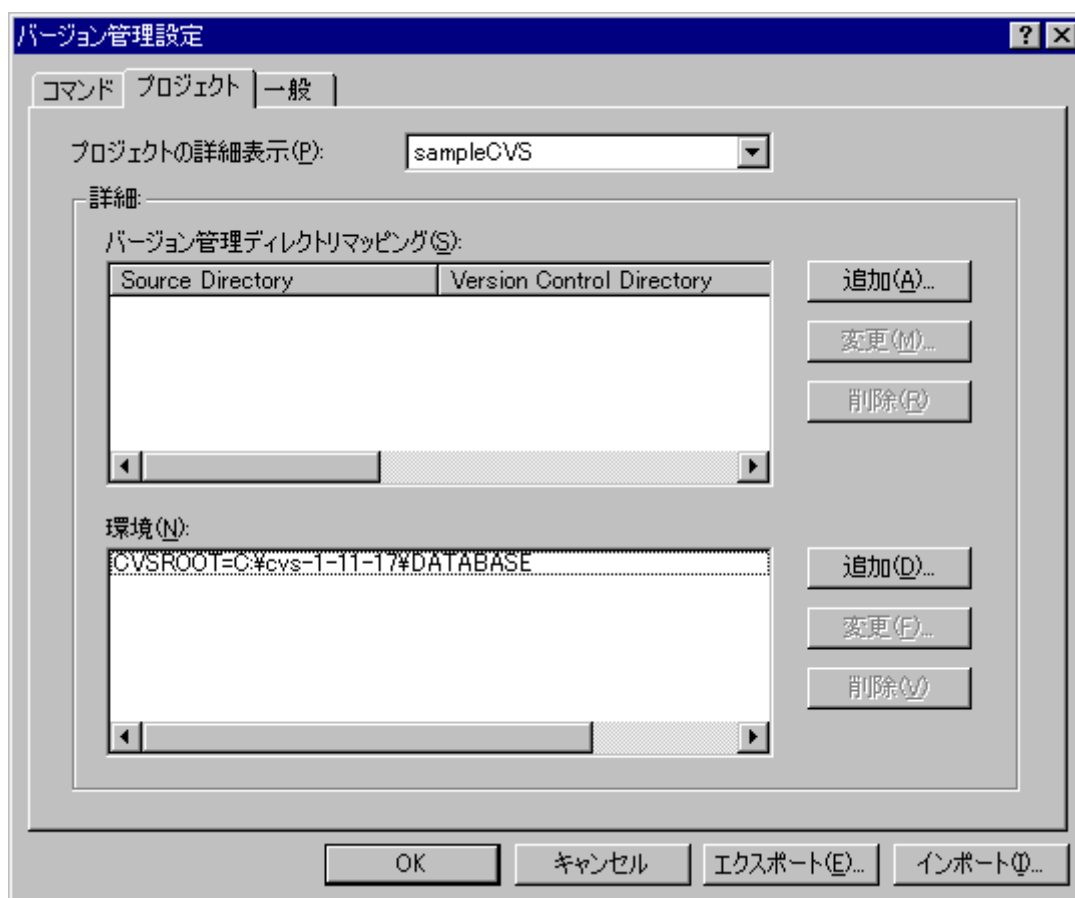 バージョン管理設定
コマンド プロジェクト 一般
プロジェクトの詳細表示(P): sampleCVS
詳細:
バージョン管理ディレクトリマッピング(S):
Source Directory Version Control Directory
追加(A)...
変更(M)...
削除(R)
環境(N):
CVSROOT=C:¥cvs-1-11-17¥DATABASE
追加(D)...
変更(F)...
削除(V)
OK キャンセル エクスポート(E)... インポート(I)...